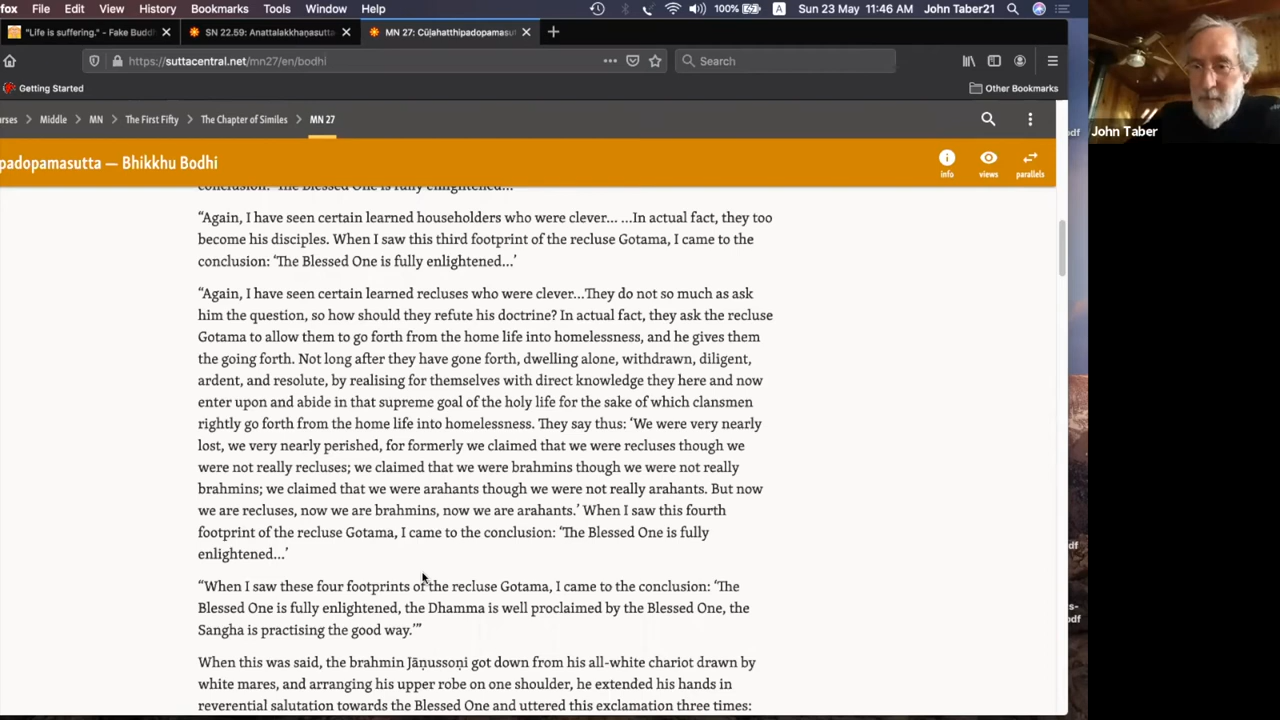 fox File Edit View History Bookmarks Tools Window Help 100% A Sun 23 May 11:46 AM John Taber21
"Life is suffering." - Fake Buddh SN 22.59: Anattalakkhaṇasutta MN 27: Cūḷahatthipadopamasut
https://suttacentral.net/mn27/en/bodhi Search
Getting Started Other Bookmarks
rses Middle MN The First Fifty The Chapter of Similes MN 27
padopamasutta — Bhikkhu Bodhi
info views parallels
conclusion: 'The Blessed One is fully enlightened…'
“Again, I have seen certain learned householders who were clever… …In actual fact, they too
become his disciples. When I saw this third footprint of the recluse Gotama, I came to the
conclusion: ‘The Blessed One is fully enlightened…’
“Again, I have seen certain learned recluses who were clever…They do not so much as ask
him the question, so how should they refute his doctrine? In actual fact, they ask the recluse
Gotama to allow them to go forth from the home life into homelessness, and he gives them
the going forth. Not long after they have gone forth, dwelling alone, withdrawn, diligent,
ardent, and resolute, by realising for themselves with direct knowledge they here and now
enter upon and abide in that supreme goal of the holy life for the sake of which clansmen
rightly go forth from the home life into homelessness. They say thus: ‘We were very nearly
lost, we very nearly perished, for formerly we claimed that we were recluses though we
were not really recluses; we claimed that we were brahmins though we were not really
brahmins; we claimed that we were arahants though we were not really arahants. But now
we are recluses, now we are brahmins, now we are arahants.’ When I saw this fourth
footprint of the recluse Gotama, I came to the conclusion: ‘The Blessed One is fully
enlightened…’
“When I saw these four footprints of the recluse Gotama, I came to the conclusion: ‘The
Blessed One is fully enlightened, the Dhamma is well proclaimed by the Blessed One, the
Sangha is practising the good way.’”
When this was said, the brahmin Jāṇussoṇi got down from his all-white chariot drawn by
white mares, and arranging his upper robe on one shoulder, he extended his hands in
reverential salutation towards the Blessed One and uttered this exclamation three times:
John Taber
df
df
s-
odf